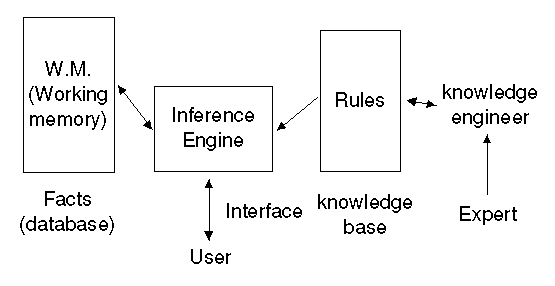 W.M.
(Working
memory)
Facts
(database)
Inference
Engine
Interface
User
Rules
knowledge
base
knowledge
engineer
Expert